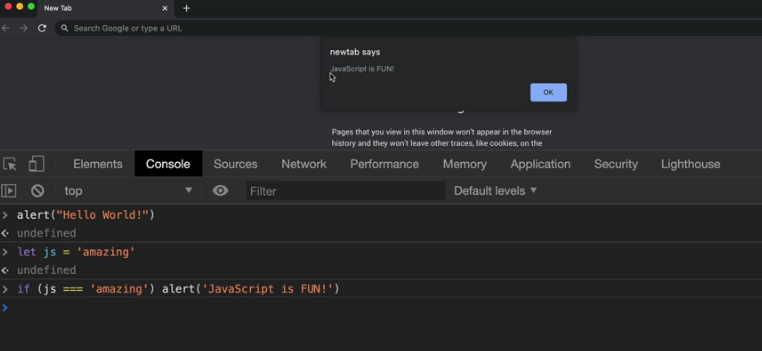 New Tab
Search Google or type a URL
newtab says
JavaScript is FUN!
OK
Pages that you view in this window won't appear in the browser
history and they won't leave other traces, like cookies, on the
Elements Console Sources Network Performance Memory Application Security Lighthouse
top Filter Default levels
> alert("Hello World!")
undefined
> let js = 'amazing'
undefined
> if (js === 'amazing') alert('JavaScript is FUN!')
>